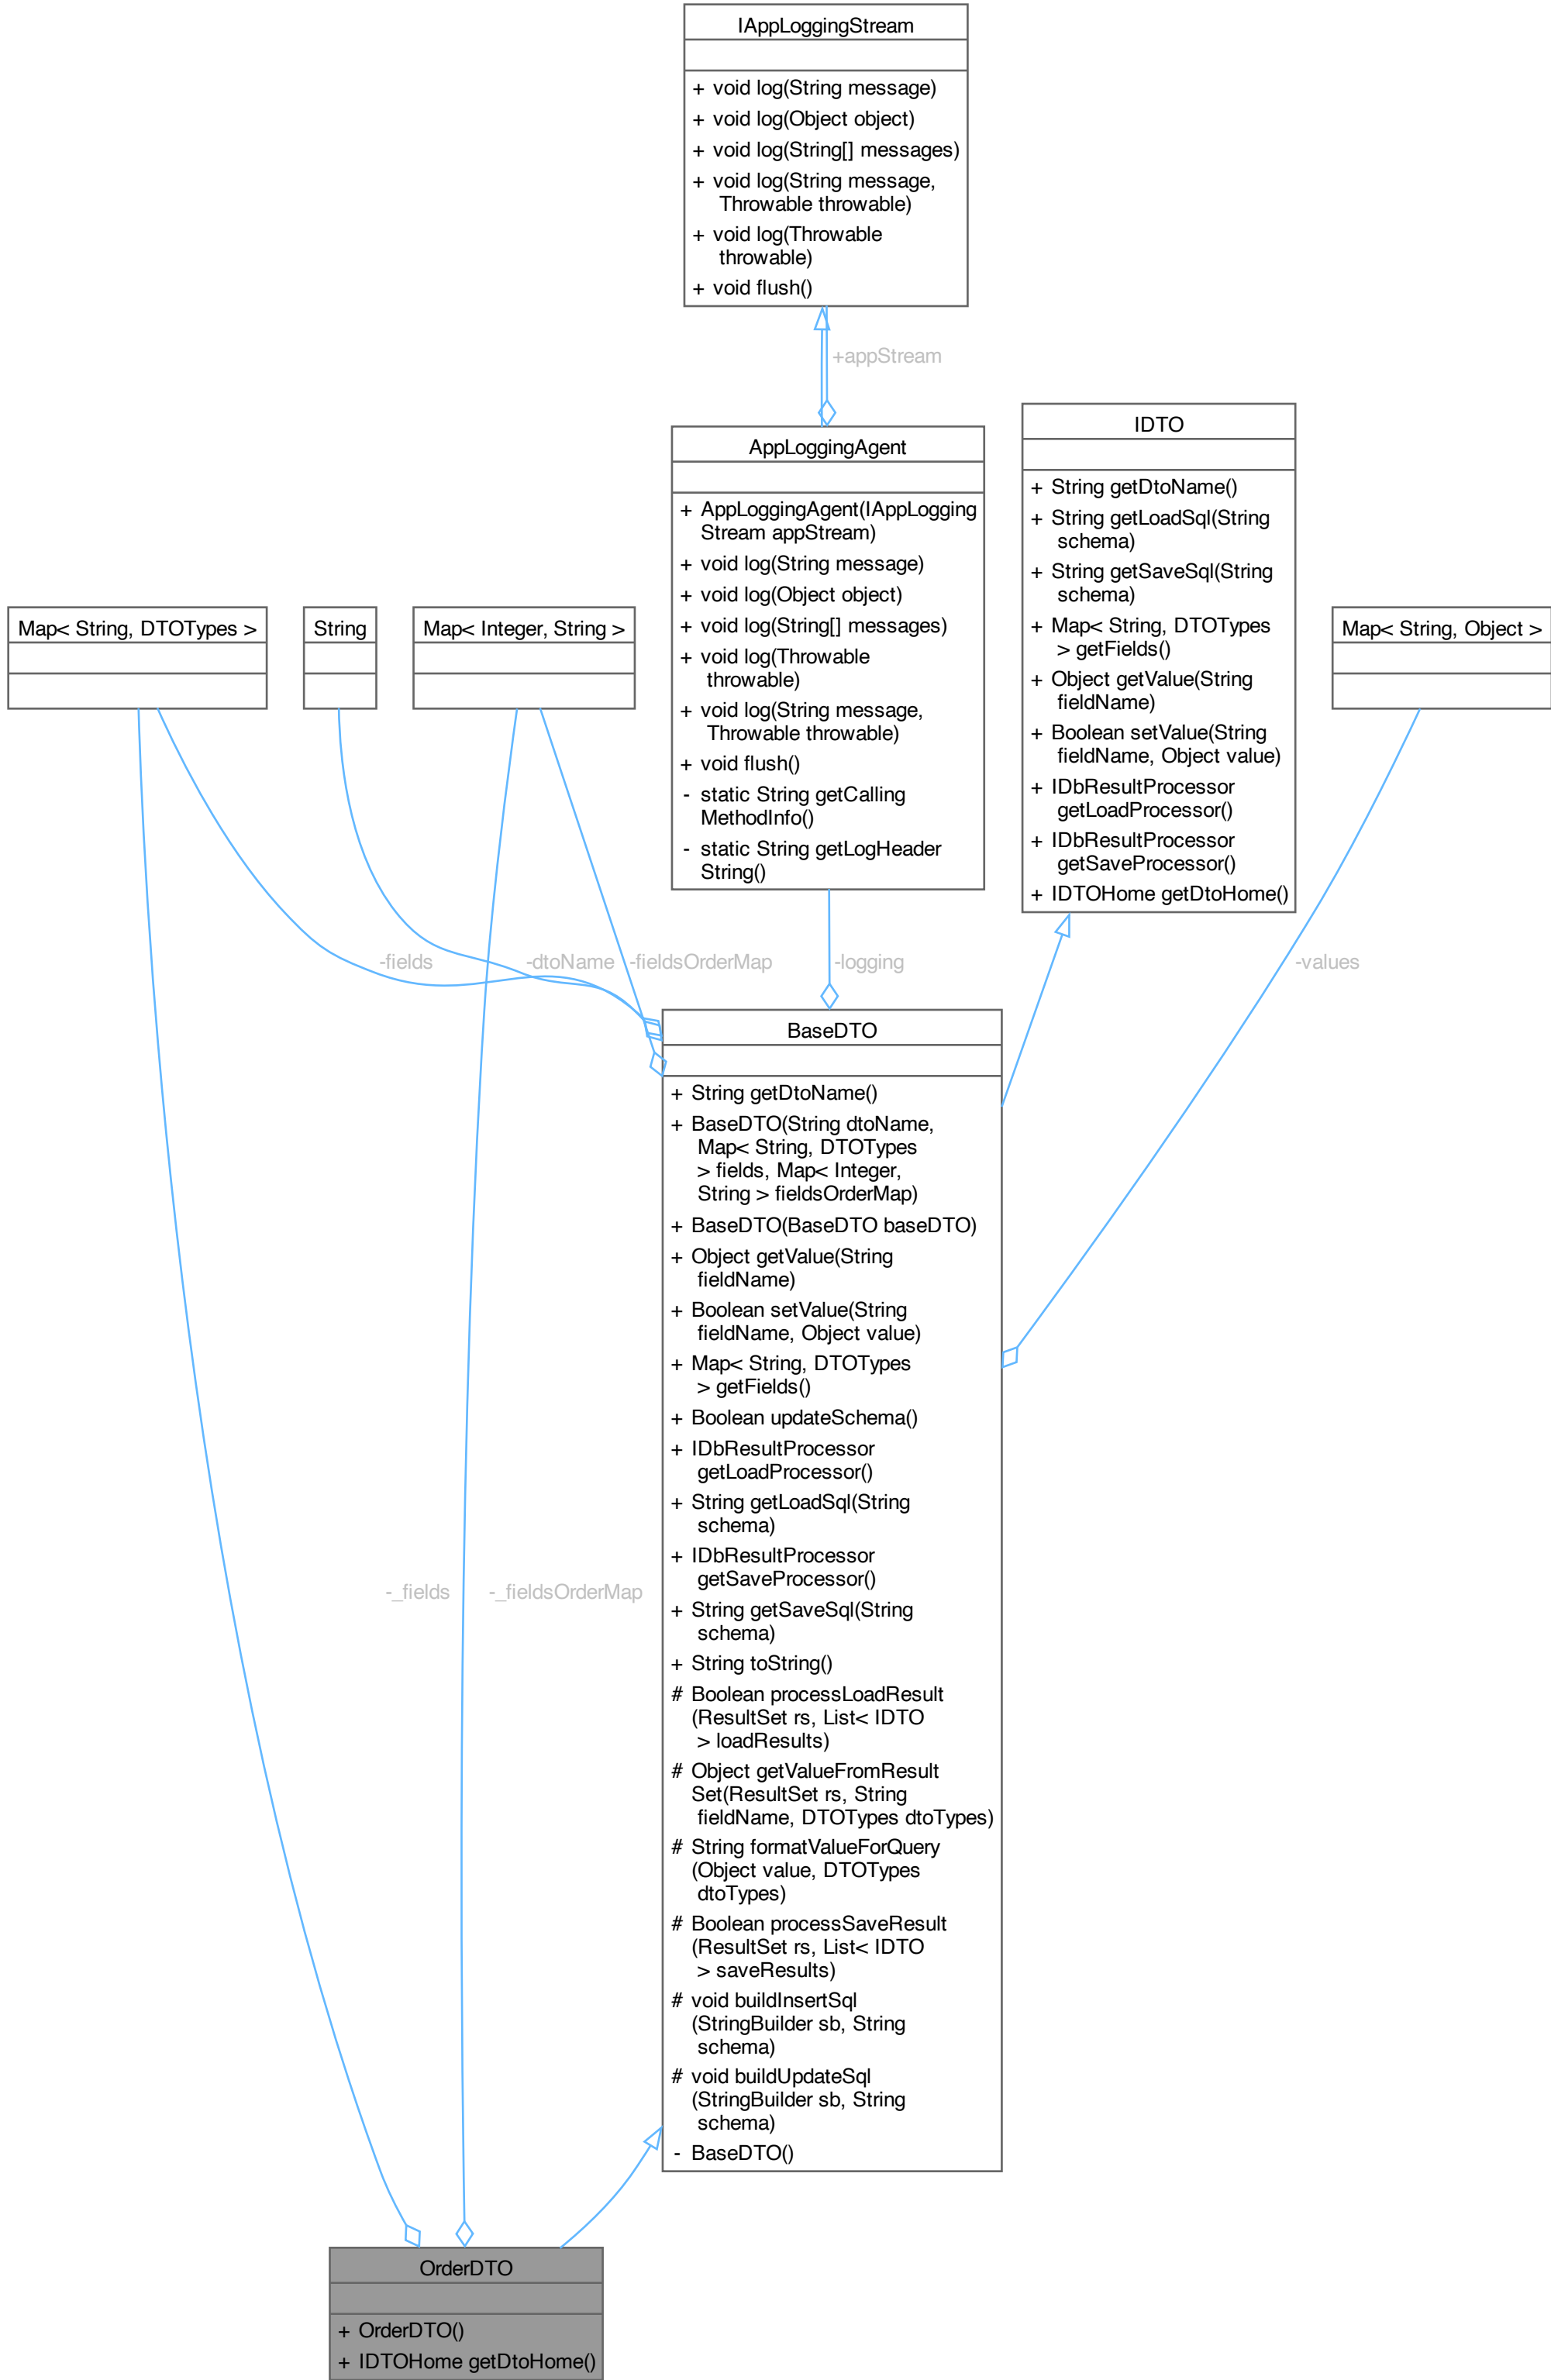 IAppLoggingStream
+ void log(String message)
+ void log(Object object)
+ void log(String[] messages)
+ void log(String message,
Throwable throwable)
+ void log(Throwable
throwable)
+ void flush()
+appStream
AppLoggingAgent
+ AppLoggingAgent(IAppLogging
Stream appStream)
+ void log(String message)
+ void log(Object object)
+ void log(String[] messages)
+ void log(Throwable
throwable)
+ void log(String message,
Throwable throwable)
+ void flush()
- static String getCalling
MethodInfo()
- static String getLogHeader
String()
IDTO
+ String getDtoName()
+ String getLoadSql(String
schema)
+ String getSaveSql(String
schema)
+ Map< String, DTOTypes
> getFields()
+ Object getValue(String
fieldName)
+ Boolean setValue(String
fieldName, Object value)
+ IDbResultProcessor
getLoadProcessor()
+ IDbResultProcessor
getSaveProcessor()
+ IDTOHome getDtoHome()
Map< String, DTOTypes >
String
Map< Integer, String >
Map< String, Object >
-fields
-dtoName
-fieldsOrderMap
-logging
-values
BaseDTO
+ String getDtoName()
+ BaseDTO(String dtoName,
Map< String, DTOTypes
> fields, Map< Integer,
String > fieldsOrderMap)
+ BaseDTO(BaseDTO baseDTO)
+ Object getValue(String
fieldName)
+ Boolean setValue(String
fieldName, Object value)
+ Map< String, DTOTypes
> getFields()
+ Boolean updateSchema()
+ IDbResultProcessor
getLoadProcessor()
+ String getLoadSql(String
schema)
+ IDbResultProcessor
getSaveProcessor()
+ String getSaveSql(String
schema)
+ String toString()
# Boolean processLoadResult
(ResultSet rs, List< IDTO
> loadResults)
# Object getValueFromResult
Set(ResultSet rs, String
fieldName, DTOTypes dtoTypes)
# String formatValueForQuery
(Object value, DTOTypes
dtoTypes)
# Boolean processSaveResult
(ResultSet rs, List< IDTO
> saveResults)
# void buildInsertSql
(StringBuilder sb, String
schema)
# void buildUpdateSql
(StringBuilder sb, String
schema)
- BaseDTO()
-_fields
-_fieldsOrderMap
OrderDTO
+ OrderDTO()
+ IDTOHome getDtoHome()